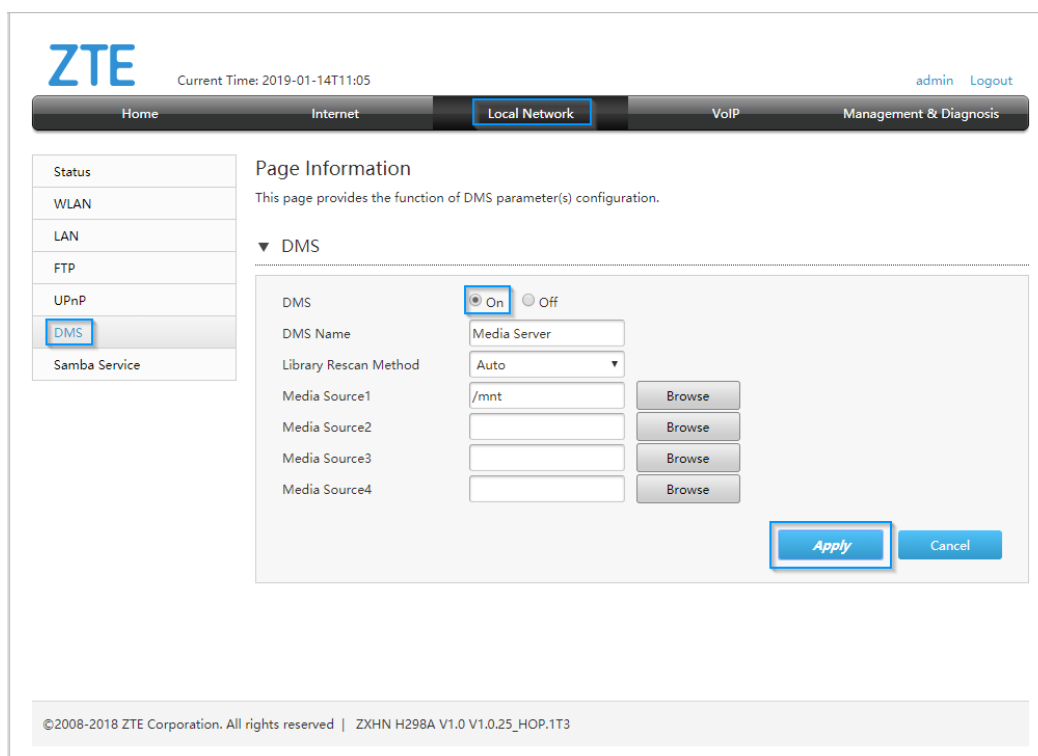 ZTE
Current Time: 2019-01-14T11:05
admin Logout
Home Internet Local Network VoIP Management & Diagnosis
Status
WLAN
LAN
FTP
UPnP
DMS
Samba Service
Page Information
This page provides the function of DMS parameter(s) configuration.
▼ DMS
DMS On Off
DMS Name Media Server
Library Rescan Method Auto
Media Source1 /mnt Browse
Media Source2 Browse
Media Source3 Browse
Media Source4 Browse
Apply Cancel
©2008-2018 ZTE Corporation. All rights reserved | ZXHN H298A V1.0 V1.0.25_HOP.1T3